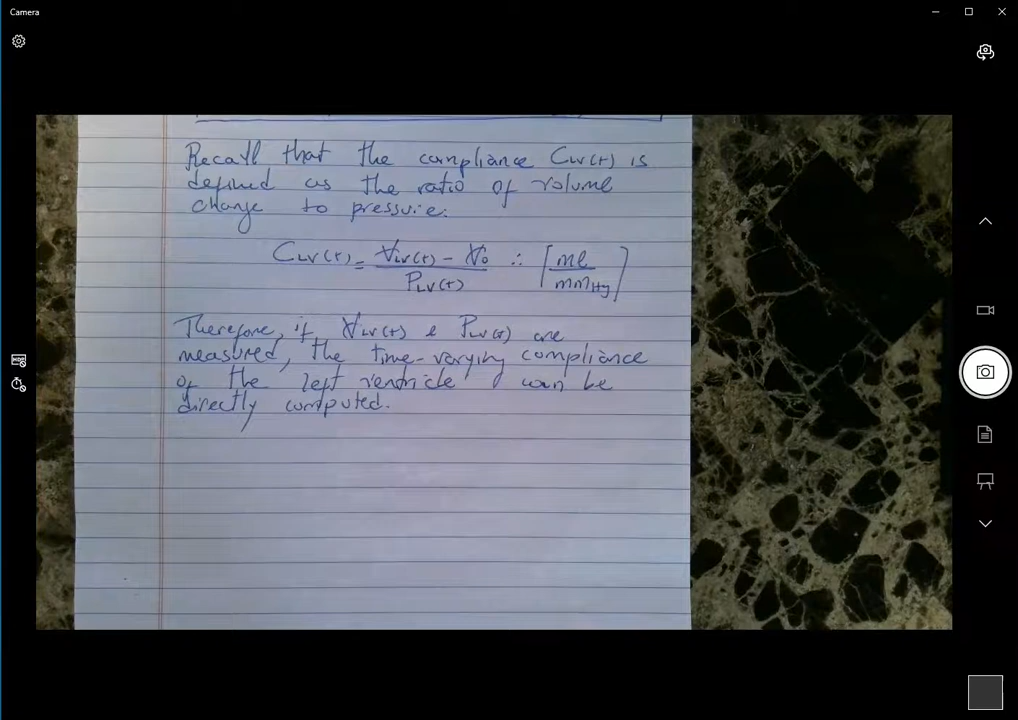 Camera
Recall that the compliance CLV(t) is
defined as the ratio of volume
change to pressure.
CLV(t) = (VLV(t) - V0) / PLV(t) ∴ [ml / mmHg]
Therefore, if VLV(t) & PLV(t) are
measured, the time-varying compliance
of the left ventricle can be
directly computed.